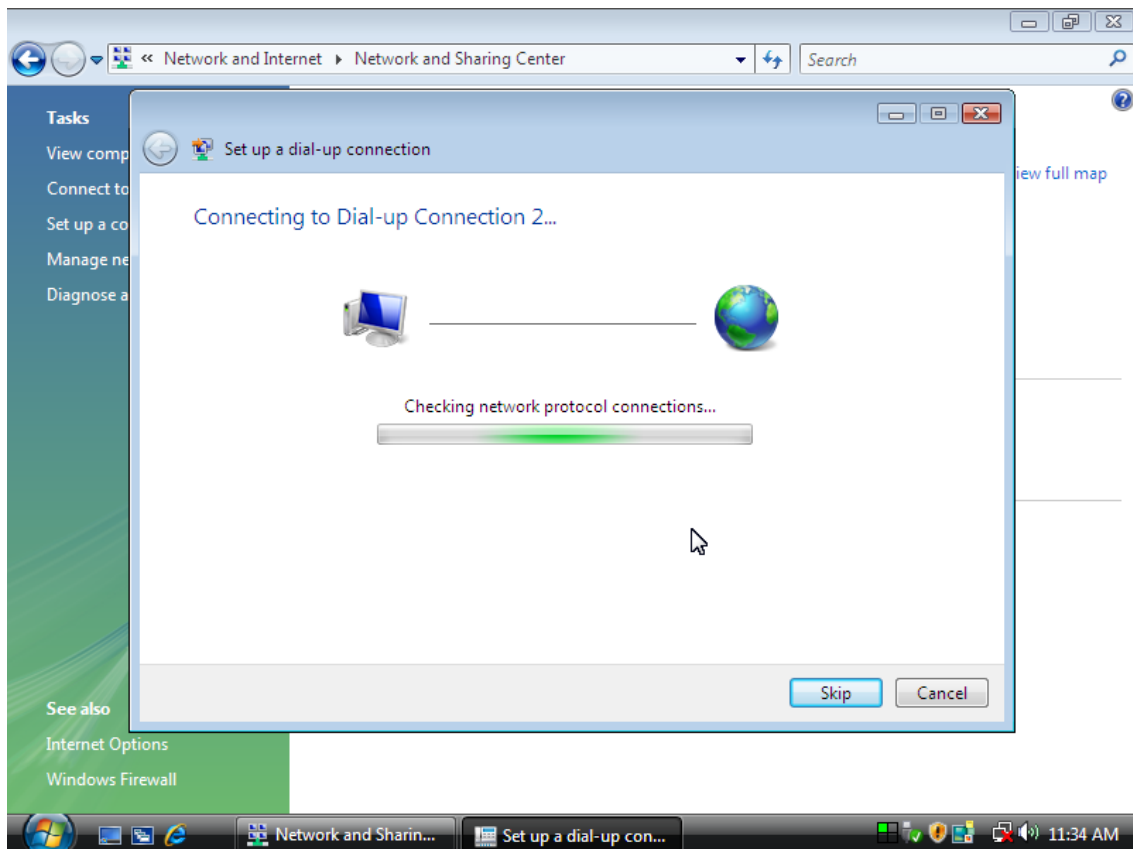 « Network and Internet ▸ Network and Sharing Center
Search
Tasks
View comp
Connect to
Set up a co
Manage ne
Diagnose a
iew full map
Set up a dial-up connection
Connecting to Dial-up Connection 2...
Checking network protocol connections...
Skip
Cancel
See also
Internet Options
Windows Firewall
Network and Sharin...
Set up a dial-up con...
11:34 AM